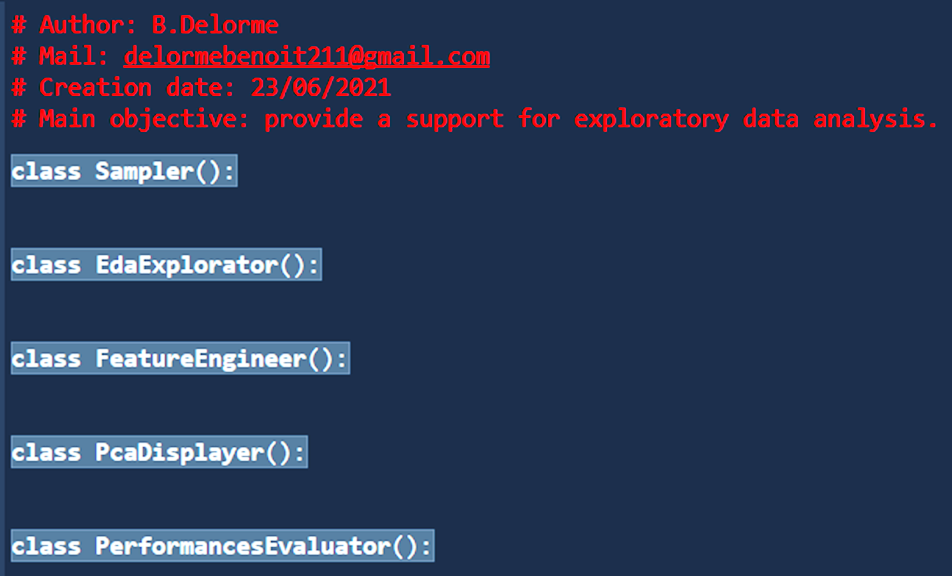 # Author: B.Delorme
# Mail: delormebenoit211@gmail.com
# Creation date: 23/06/2021
# Main objective: provide a support for exploratory data analysis.
class Sampler():
class EdaExplorator():
class FeatureEngineer():
class PcaDisplayer():
class PerformancesEvaluator():